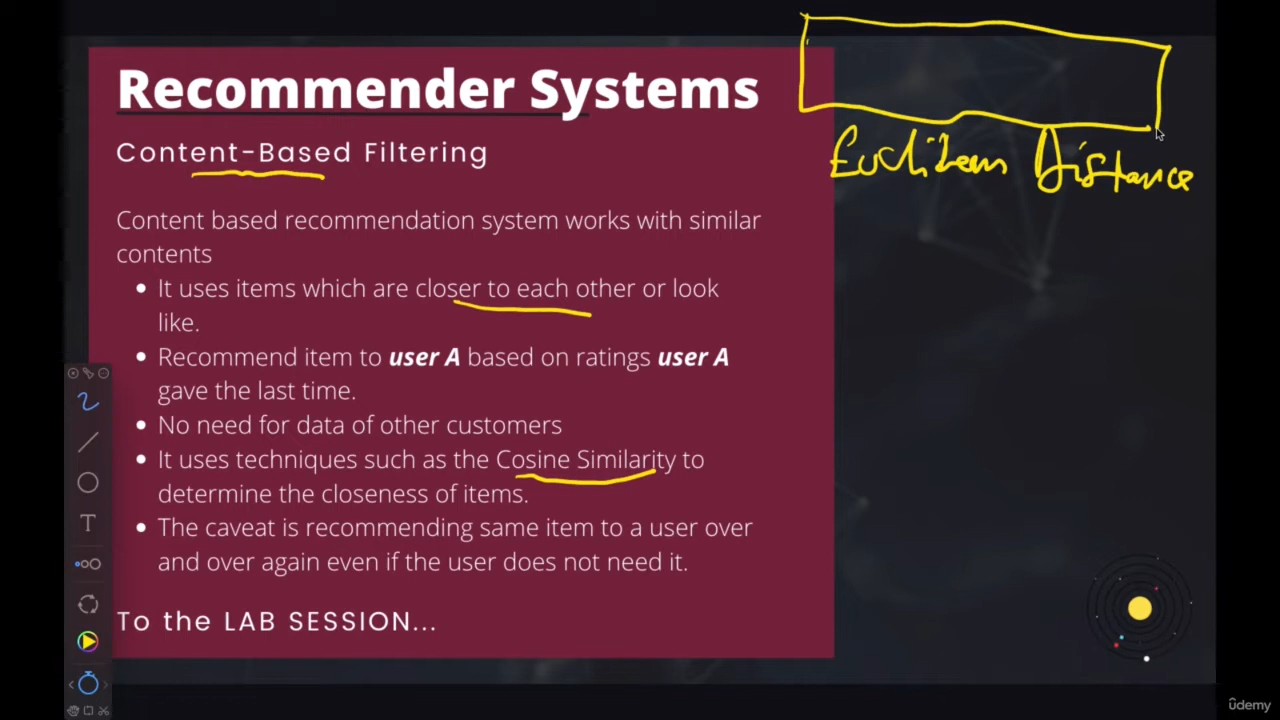 Recommender Systems
Content-Based Filtering
Euclidean Distance
Content based recommendation system works with similar
contents
• It uses items which are closer to each other or look
like.
• Recommend item to user A based on ratings user A
gave the last time.
• No need for data of other customers
• It uses techniques such as the Cosine Similarity to
determine the closeness of items.
• The caveat is recommending same item to a user over
and over again even if the user does not need it.
To the LAB SESSION...
T
ûdemy